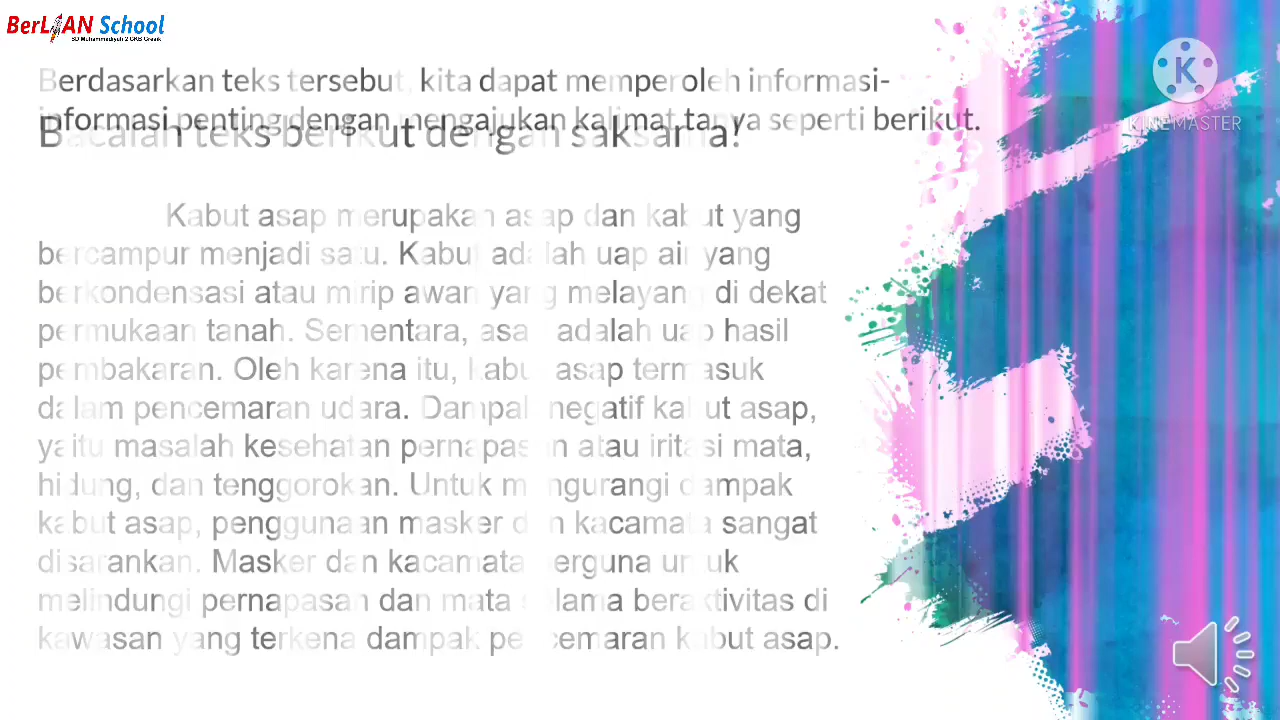 BerLIAN School
SD Muhammadiyah 2 GKB Gresik
Berdasarkan teks tersebut, kita dapat memperoleh informasi-
informasi penting dengan mengajukan kalimat tanya seperti berikut.
Bacalah teks berikut dengan saksama!
KINEMASTER
Kabut asap merupakan asap dan kabut yang
bercampur menjadi satu. Kabut adalah uap air yang
berkondensasi atau mirip awan yang melayang di dekat
permukaan tanah. Sementara, asap adalah uap hasil
pembakaran. Oleh karena itu, kabut asap termasuk
dalam pencemaran udara. Dampak negatif kabut asap,
yaitu masalah kesehatan pernapasan atau iritasi mata,
hidung, dan tenggorokan. Untuk mengurangi dampak
kabut asap, penggunaan masker dan kacamata sangat
disarankan. Masker dan kacamata berguna untuk
melindungi pernapasan dan mata selama beraktivitas di
kawasan yang terkena dampak pencemaran kabut asap.